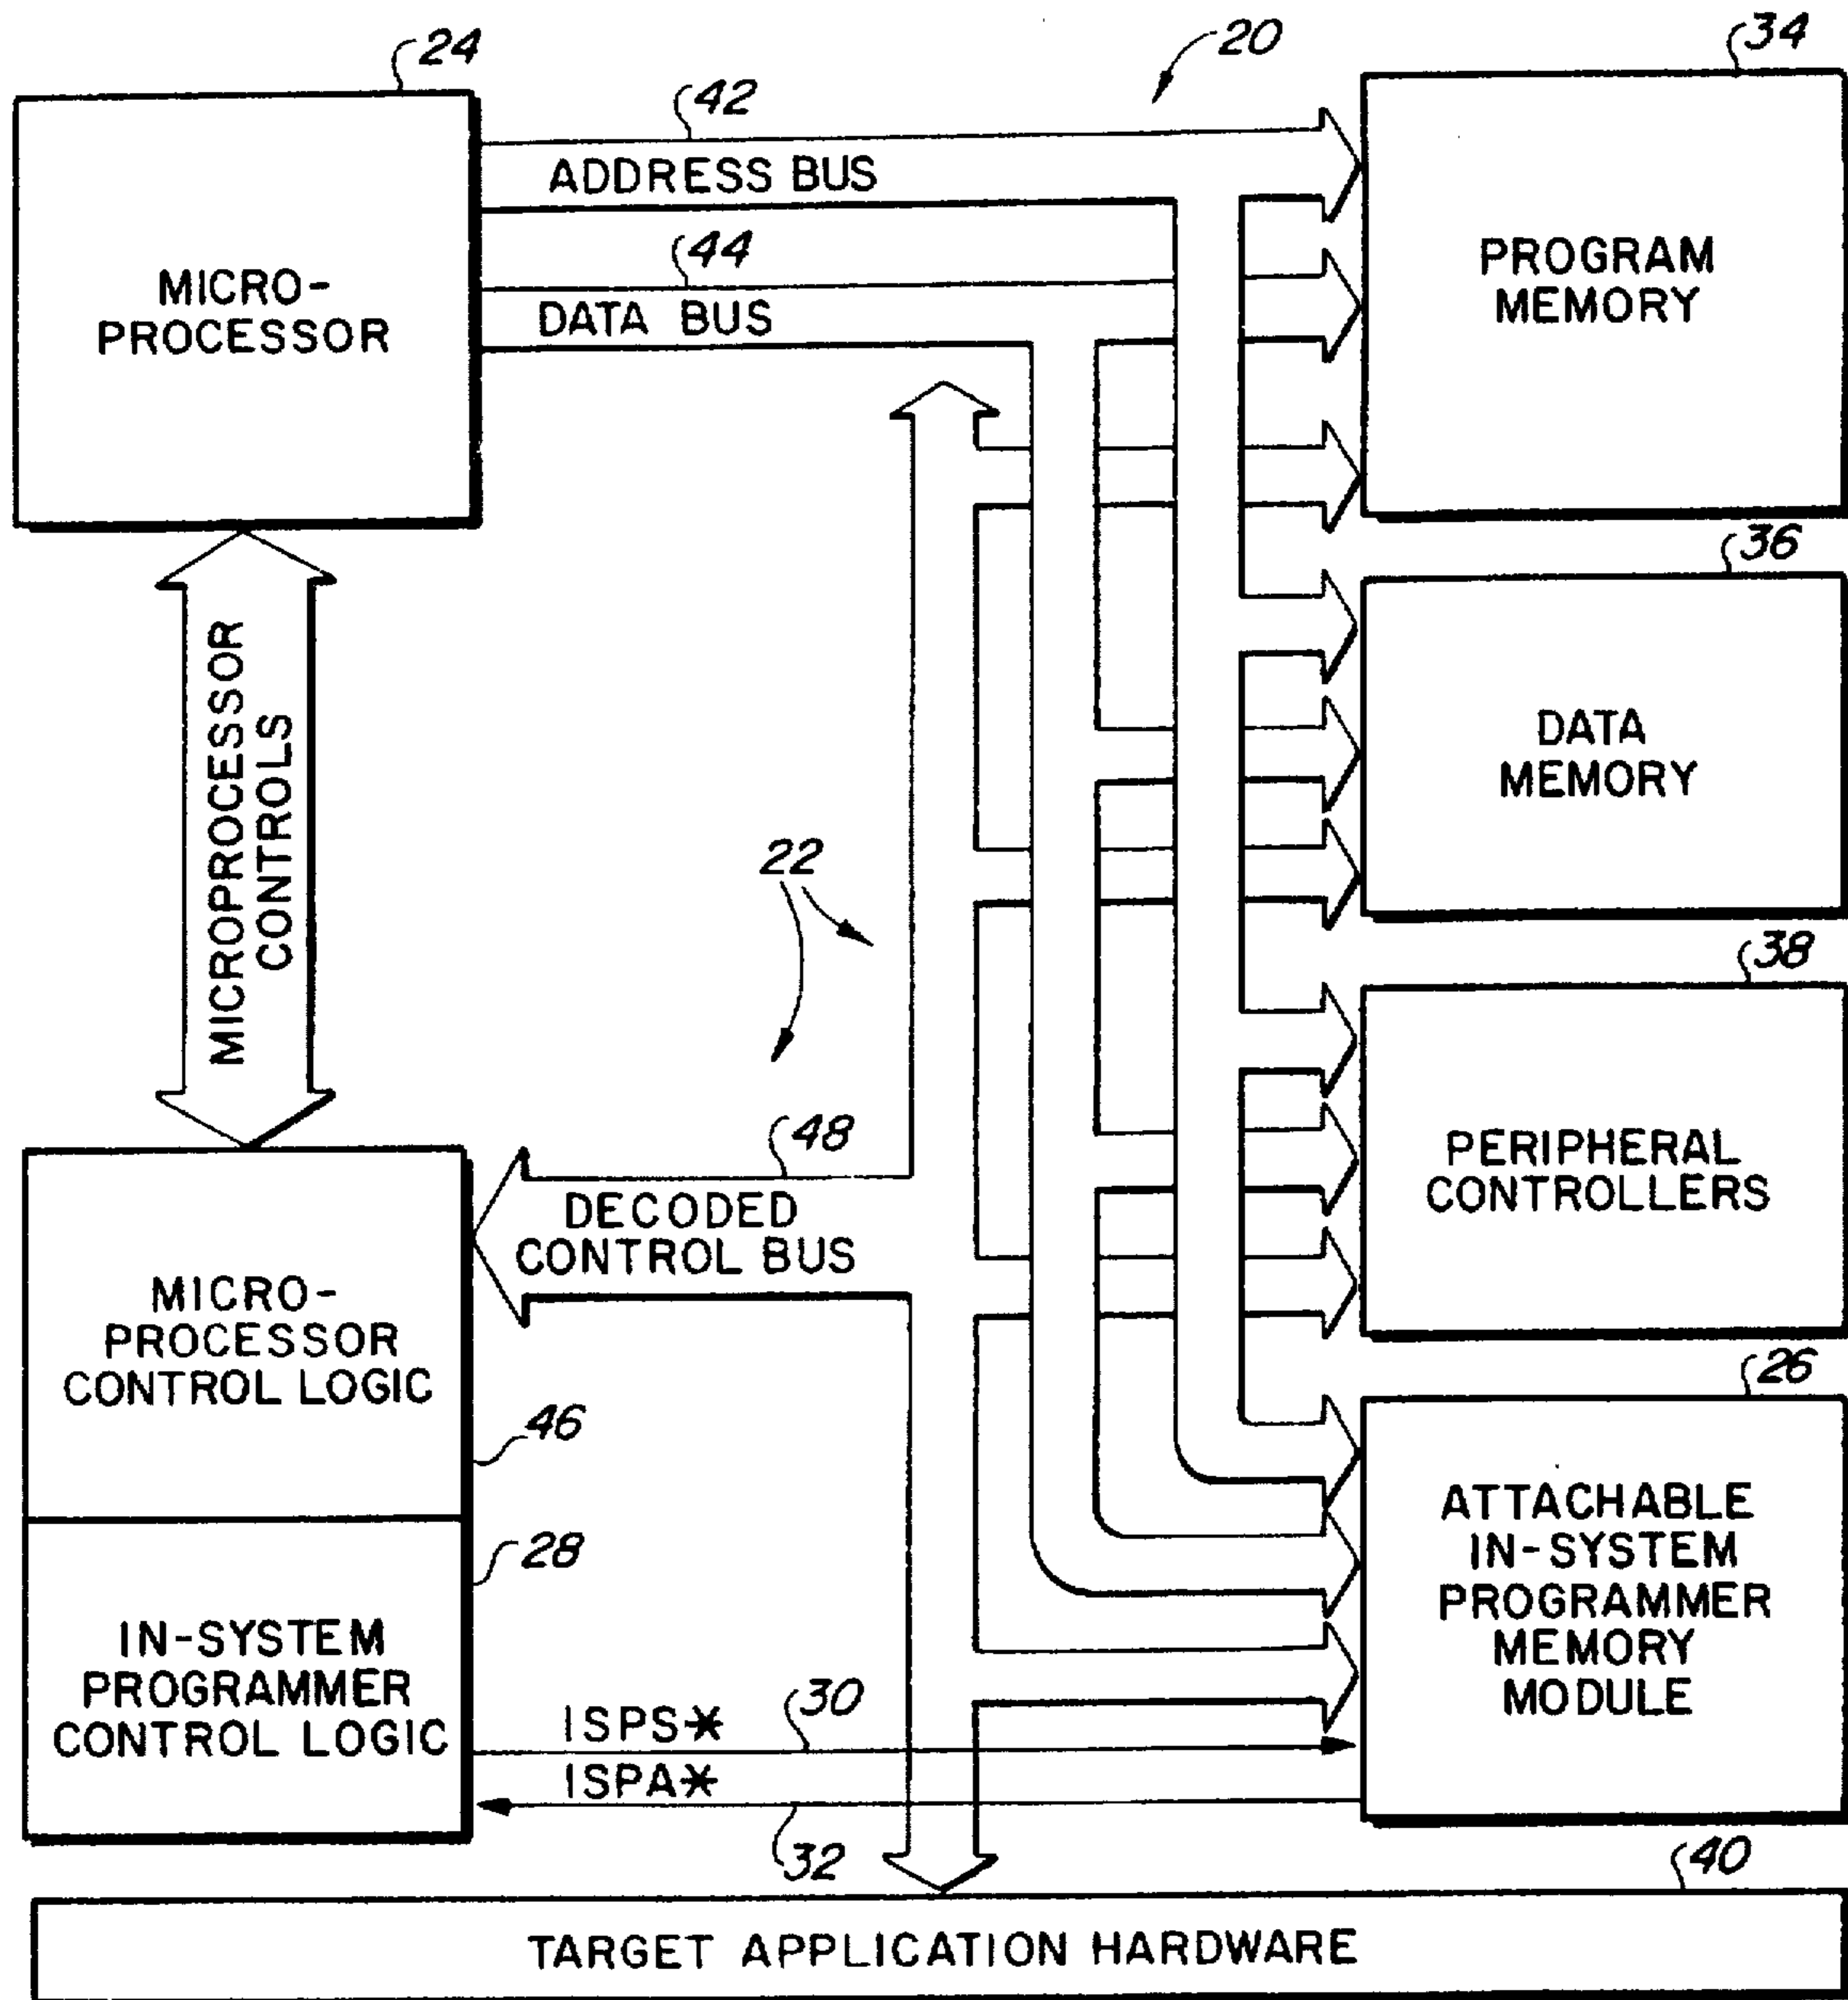 24
20
34
42
ADDRESS BUS
44
DATA BUS
MICRO-
PROCESSOR
PROGRAM
MEMORY
36
DATA
MEMORY
MICROPROCESSOR
CONTROLS
22
38
48
DECODED
CONTROL BUS
PERIPHERAL
CONTROLLERS
MICRO-
PROCESSOR
CONTROL LOGIC
46
26
ATTACHABLE
IN-SYSTEM
PROGRAMMER
MEMORY
MODULE
28
IN-SYSTEM
PROGRAMMER
CONTROL LOGIC
ISPS*
30
ISPA*
32
40
TARGET APPLICATION HARDWARE